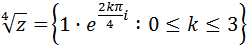 ∜z = {1 · e^{(2kπ/4) i} : 0 ≤ k ≤ 3}